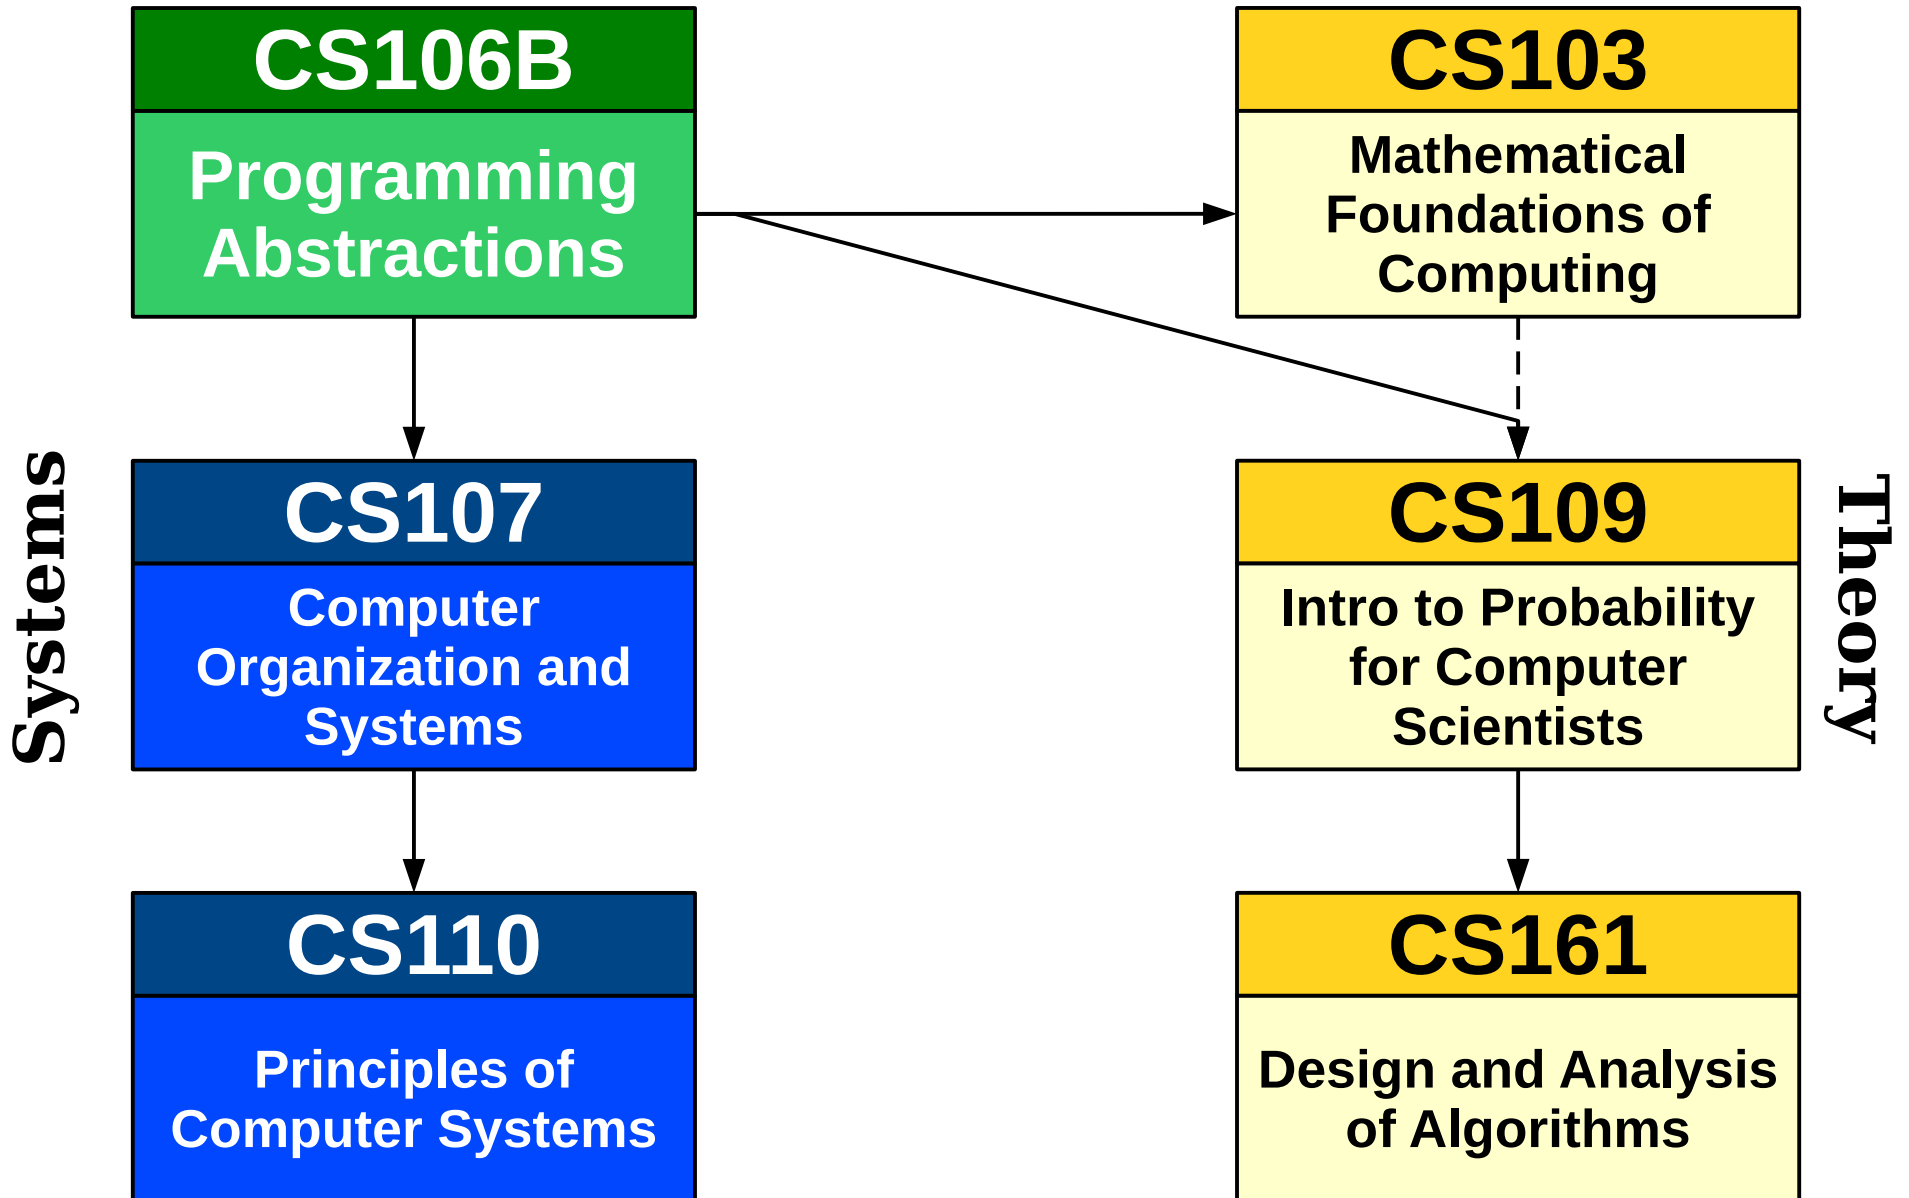 CS106B
Programming
Abstractions
CS103
Mathematical
Foundations of
Computing
Systems
CS107
Computer
Organization and
Systems
CS109
Intro to Probability
for Computer
Scientists
Theory
CS110
Principles of
Computer Systems
CS161
Design and Analysis
of Algorithms